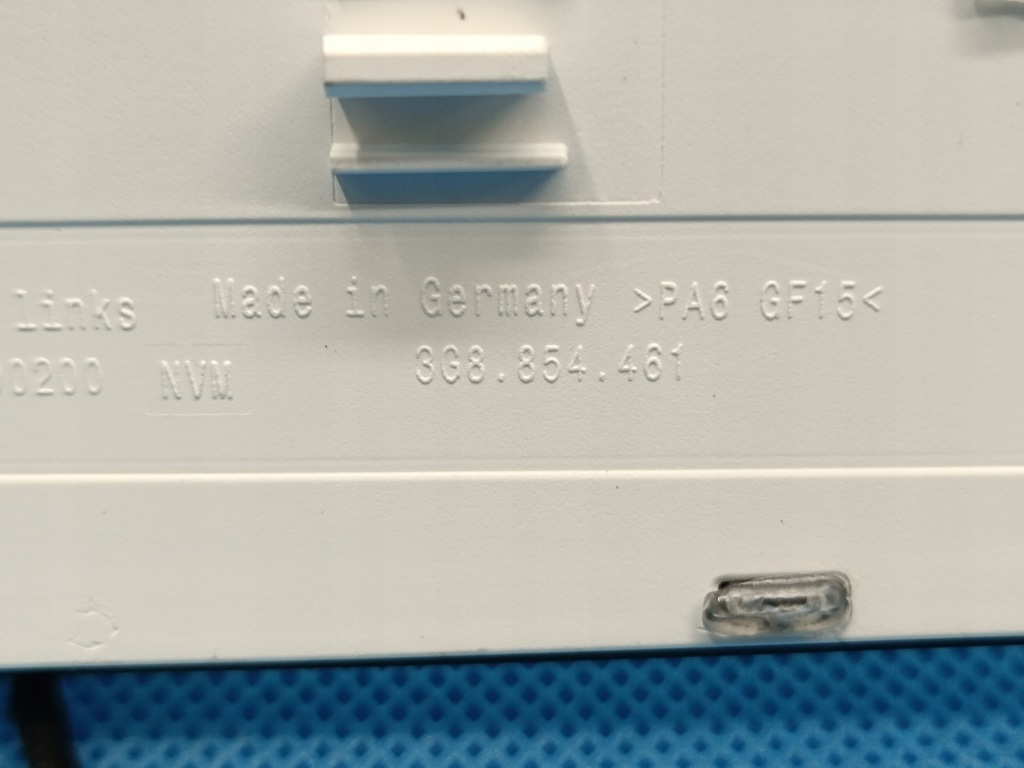 links Made in Germany >PA6 GF15<
0200 NVM 3G8.854.461